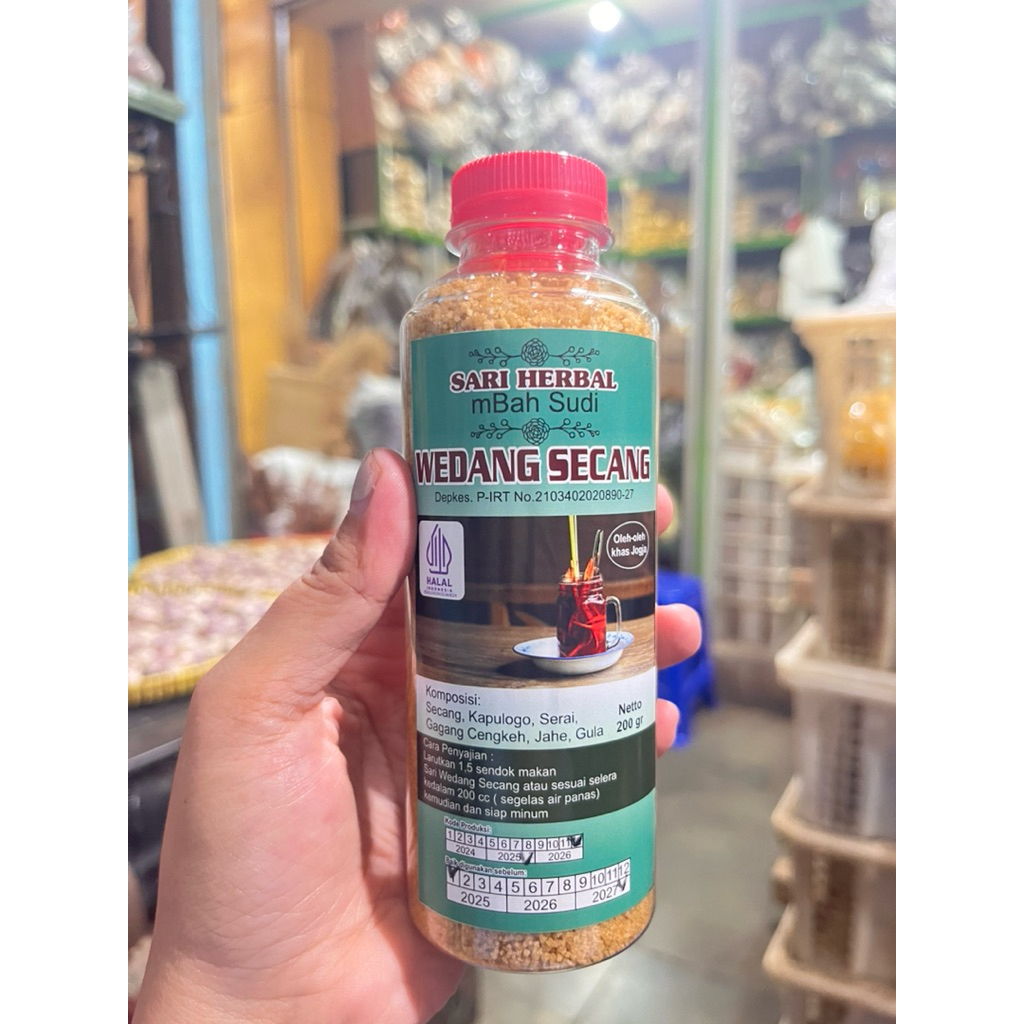 SARI HERBAL
mBah Sudi
WEDANG SECANG
Depkes. P-IRT No.2103402020890-27
HALAL
INDONESIA
Oleh-oleh
khas Jogja
Komposisi:
Secang, Kapulogo, Serai,
Gagang Cengkeh, Jahe, Gula
Netto
200 gr
Cara Penyajian :
Larutkan 1,5 sendok makan
Sari Wedang Secang atau sesuai selera
kedalam 200 cc ( segelas air panas)
kemudian dan siap minum
Kode Produksi:
1 2 3 4 5 6 7 8 9 10 11
2024 2025 2026
Baik digunakan sebelum:
2 3 4 5 6 7 8 9 10 11 12
2025 2026 2027